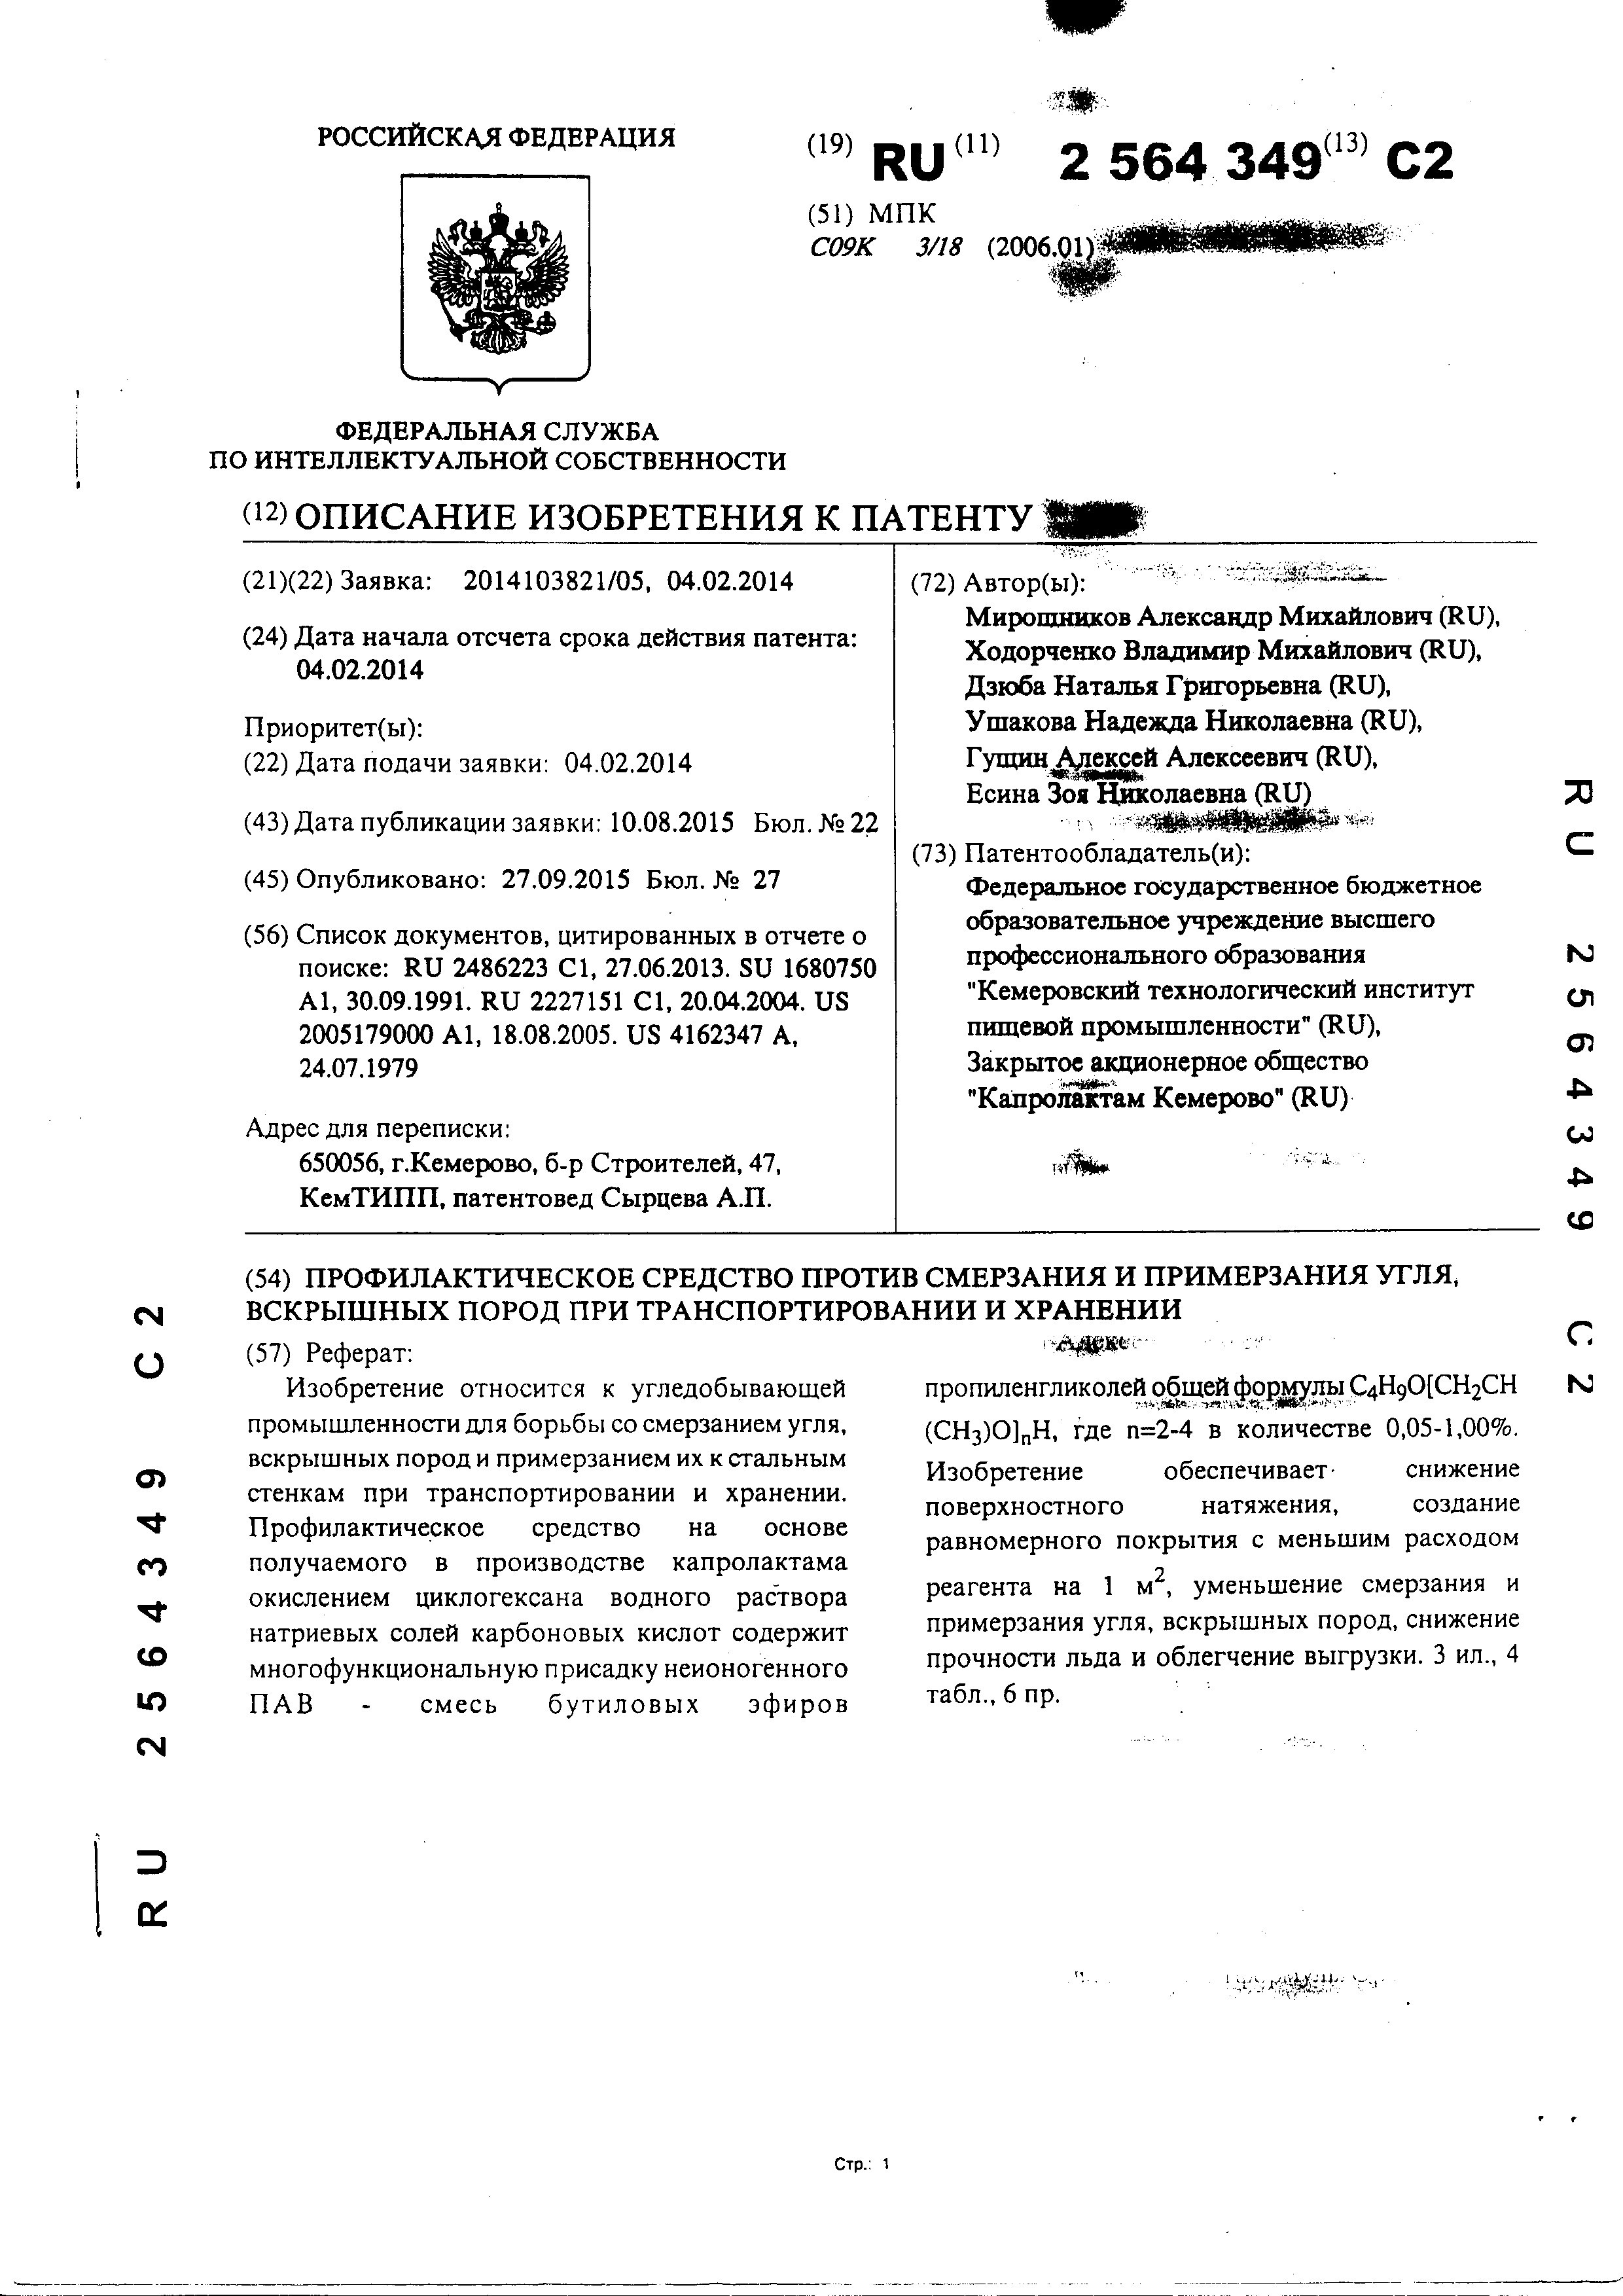 РОССИЙСКАЯ ФЕДЕРАЦИЯ
(19) RU (11) 2 564 349 (13) C2
(51) МПК
C09K 3/18 (2006.01)
ФЕДЕРАЛЬНАЯ СЛУЖБА
ПО ИНТЕЛЛЕКТУАЛЬНОЙ СОБСТВЕННОСТИ
(12) ОПИСАНИЕ ИЗОБРЕТЕНИЯ К ПАТЕНТУ
(21)(22) Заявка: 2014103821/05, 04.02.2014
(24) Дата начала отсчета срока действия патента:
04.02.2014
Приоритет(ы):
(22) Дата подачи заявки: 04.02.2014
(43) Дата публикации заявки: 10.08.2015 Бюл. № 22
(45) Опубликовано: 27.09.2015 Бюл. № 27
(56) Список документов, цитированных в отчете о
поиске: RU 2486223 C1, 27.06.2013. SU 1680750
A1, 30.09.1991. RU 2227151 C1, 20.04.2004. US
2005179000 A1, 18.08.2005. US 4162347 A,
24.07.1979
Адрес для переписки:
650056, г.Кемерово, б-р Строителей, 47,
КемТИПП, патентовед Сырцева А.П.
(72) Автор(ы):
Мирошников Александр Михайлович (RU),
Ходорченко Владимир Михайлович (RU),
Дзюба Наталья Григорьевна (RU),
Ушакова Надежда Николаевна (RU),
Гущин Алексей Алексеевич (RU),
Есина Зоя Николаевна (RU)
(73) Патентообладатель(и):
Федеральное государственное бюджетное
образовательное учреждение высшего
профессионального образования
"Кемеровский технологический институт
пищевой промышленности" (RU),
Закрытое акционерное общество
"Капролактам Кемерово" (RU)
(54) ПРОФИЛАКТИЧЕСКОЕ СРЕДСТВО ПРОТИВ СМЕРЗАНИЯ И ПРИМЕРЗАНИЯ УГЛЯ,
ВСКРЫШНЫХ ПОРОД ПРИ ТРАНСПОРТИРОВАНИИ И ХРАНЕНИИ
(57) Реферат:
Изобретение относится к угледобывающей
промышленности для борьбы со смерзанием угля,
вскрышных пород и примерзанием их к стальным
стенкам при транспортировании и хранении.
Профилактическое средство на основе
получаемого в производстве капролактама
окислением циклогексана водного раствора
натриевых солей карбоновых кислот содержит
многофункциональную присадку неионогенного
ПАВ - смесь бутиловых эфиров
пропиленгликолей общей формулы C₄H₉O[CH₂CH
(CH₃)O]ₙH, где n=2-4 в количестве 0,05-1,00%.
Изобретение обеспечивает снижение
поверхностного натяжения, создание
равномерного покрытия с меньшим расходом
реагента на 1 м², уменьшение смерзания и
примерзания угля, вскрышных пород, снижение
прочности льда и облегчение выгрузки. 3 ил., 4
табл., 6 пр.
RU 2564349 C2
RU 2564349 C2
Стр.: 1